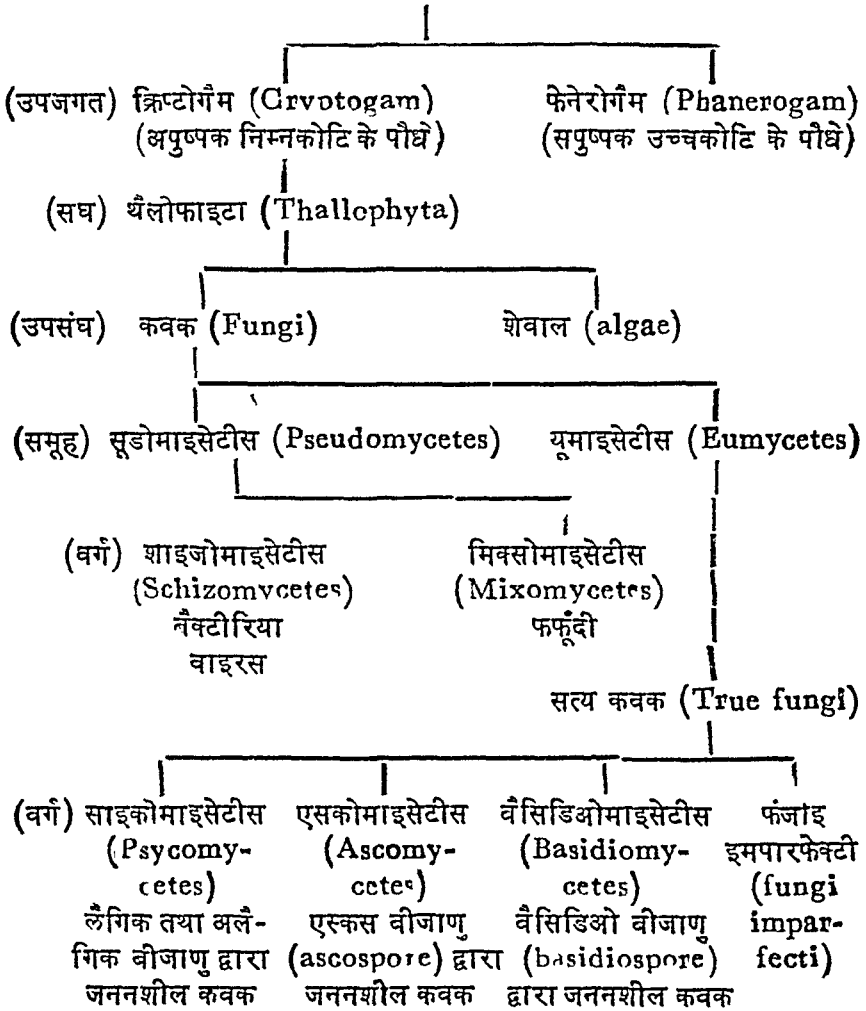 (उपजगत) क्रिप्टोगैम (Crvptogam) फेनेरोगैम (Phanerogam)
(अपुष्पक निम्नकोटि के पौधे) (सपुष्पक उच्चकोटि के पौधे)
(सघ) थैलोफाइटा (Thallophyta)
(उपसंघ) कवक (Fungi) शेवाल (algae)
(समूह) सूडोमाइसेटीस (Pseudomycetes) यूमाइसेटीस (Eumycetes)
(वर्ग) शाइजोमाइसेटीस मिक्सोमाइसेटीस
(Schizomvcetes) (Mixomycetes)
बैक्टीरिया फफूँदी
वाइरस
सत्य कवक (True fungi)
(वर्ग) साइकोमाइसेटीस एसकोमाइसेटीस वैसिडिओमाइसेटीस फंजाइ
(Psycomy- (Ascomy- (Basidiomy- इमपारफेक्टी
cetes) cetes) cetes) (fungi
लैगिक तथा अलै- एस्कस वीजाणु वैसिडिओ बीजाणु impar-
गिक वीजाणु द्वारा (ascospore) द्वारा (basidiospore) fecti)
जननशील कवक जननशील कवक द्वारा जननशील कवक